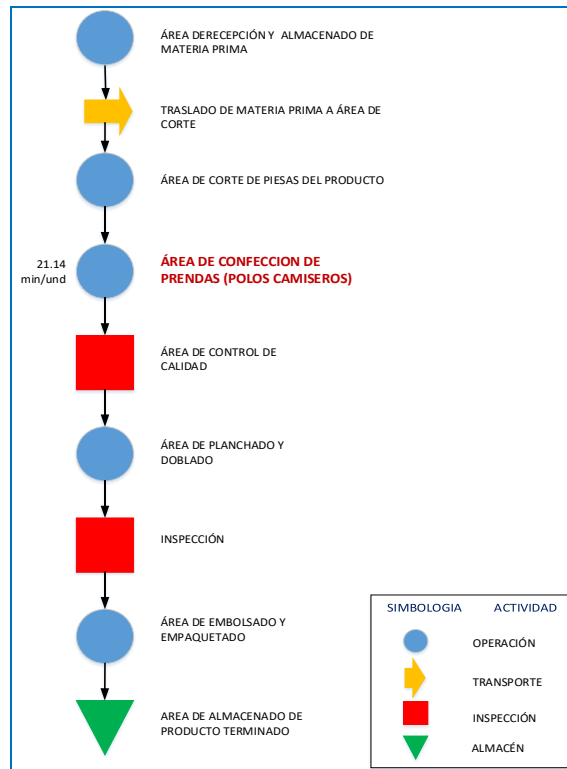 ÁREA DERECEPCIÓN Y ALMACENADO DE
MATERIA PRIMA
TRASLADO DE MATERIA PRIMA A ÁREA DE
CORTE
ÁREA DE CORTE DE PIESAS DEL PRODUCTO
21.14
min/und
ÁREA DE CONFECCION DE
PRENDAS (POLOS CAMISEROS)
ÁREA DE CONTROL DE
CALIDAD
ÁREA DE PLANCHADO Y
DOBLADO
INSPECCIÓN
ÁREA DE EMBOLSADO Y
EMPAQUETADO
AREA DE ALMACENADO DE
PRODUCTO TERMINADO
SIMBOLOGIA ACTIVIDAD
OPERACIÓN
TRANSPORTE
INSPECCIÓN
ALMACÉN